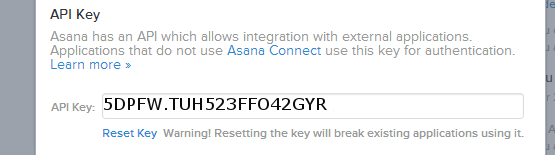 API Key
Asana has an API which allows integration with external applications.
Applications that do not use Asana Connect use this key for authentication.
Learn more »
API Key: 5DPFW.TUH523FFO42GYR
Reset Key Warning! Resetting the key will break existing applications using it.